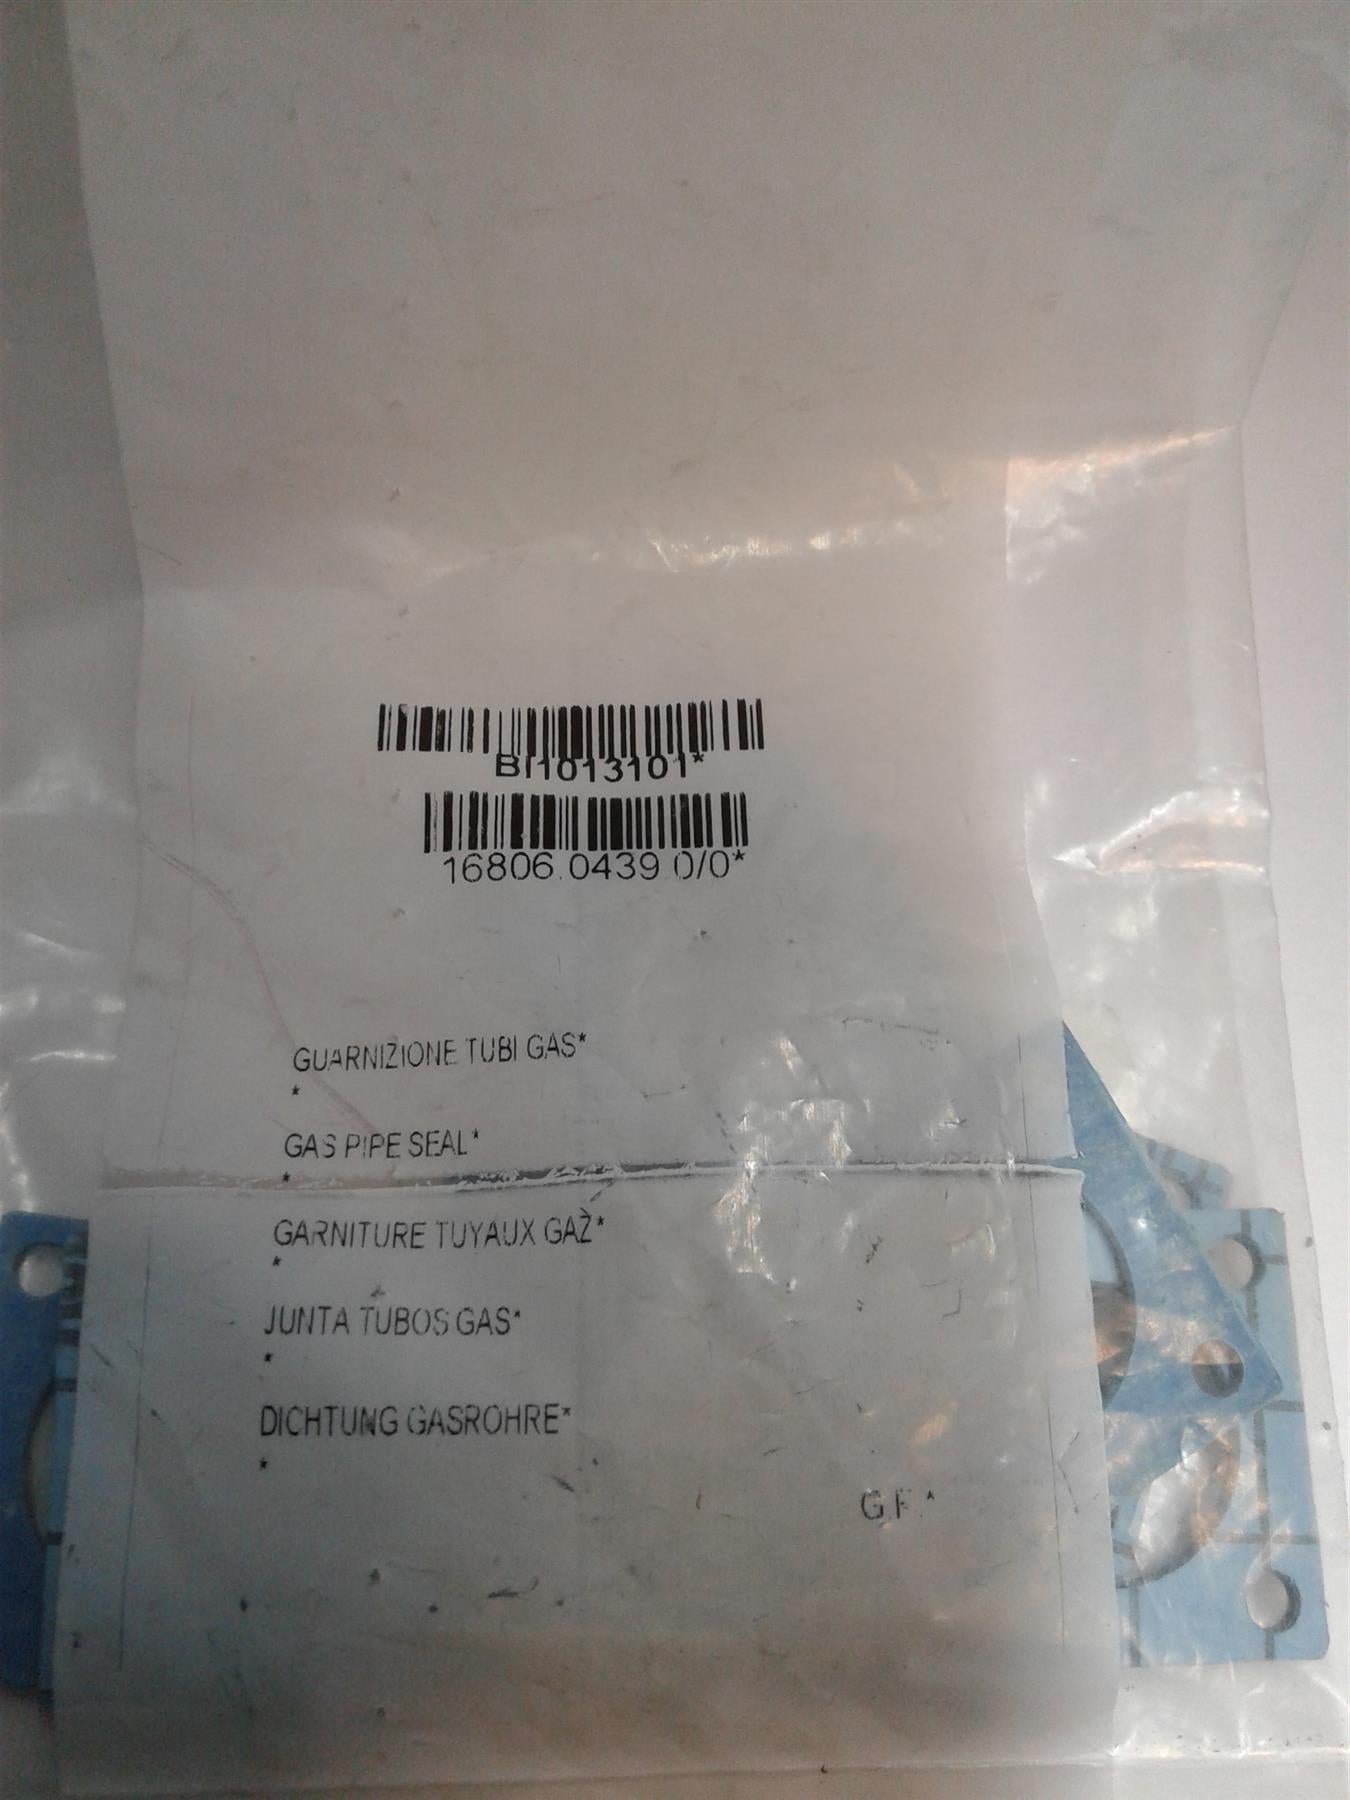 BI1013101*
16806.0439 0/0*
GUARNIZIONE TUBI GAS*
*
GAS PIPE SEAL*
*
GARNITURE TUYAUX GAZ*
*
JUNTA TUBOS GAS*
*
DICHTUNG GASROHRE*
*
G.F.*